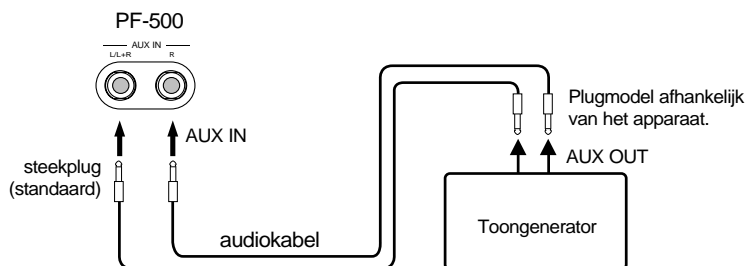 PF-500
AUX IN
L/L+R R
AUX IN
steekplug
(standaard)
audiokabel
Plugmodel afhankelijk
van het apparaat.
AUX OUT
Toongenerator